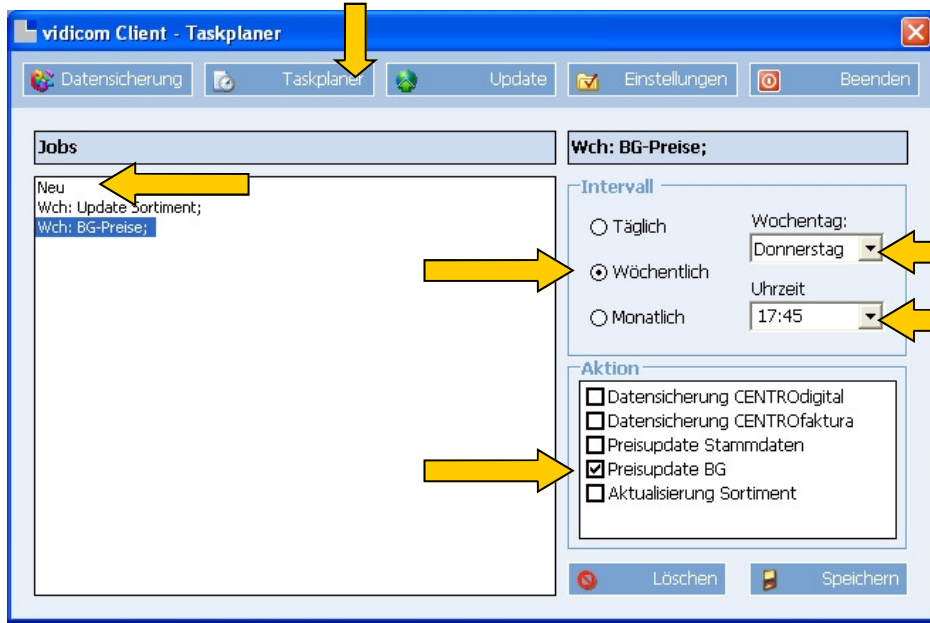 vidicom Client - Taskplaner
Datensicherung Taskplaner Update Einstellungen Beenden
Jobs
Neu
Wch: Update Sortiment;
Wch: BG-Preise;
Wch: BG-Preise;
Intervall
Täglich
Wöchentlich
Monatlich
Wochentag:
Donnerstag
Uhrzeit
17:45
Aktion
Datensicherung CENTROdigital
Datensicherung CENTROfaktura
Preisupdate Stammdaten
Preisupdate BG
Aktualisierung Sortiment
Löschen Speichern